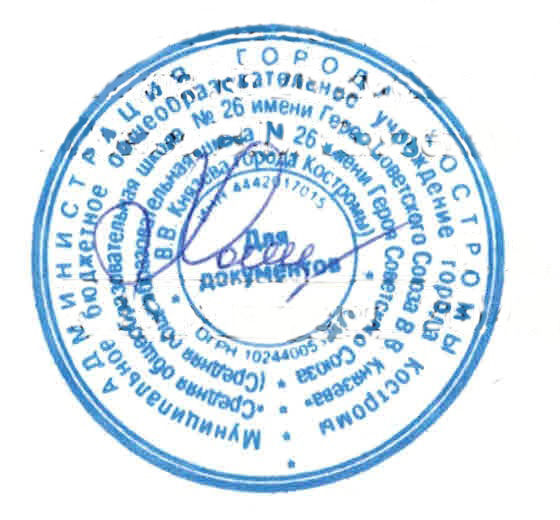 АДМИНИСТРАЦИЯ ГОРОДА КОСТРОМЫ
Муниципальное бюджетное общеобразовательное учреждение города Костромы
«Средняя общеобразовательная школа № 26 имени Героя Советского Союза В.В. Князева»
(Средняя общеобразовательная школа № 26 имени Героя Советского Союза
В.В. Князева города Костромы)
ИНН 4442017015
ОГРН 10244005
Для
документов